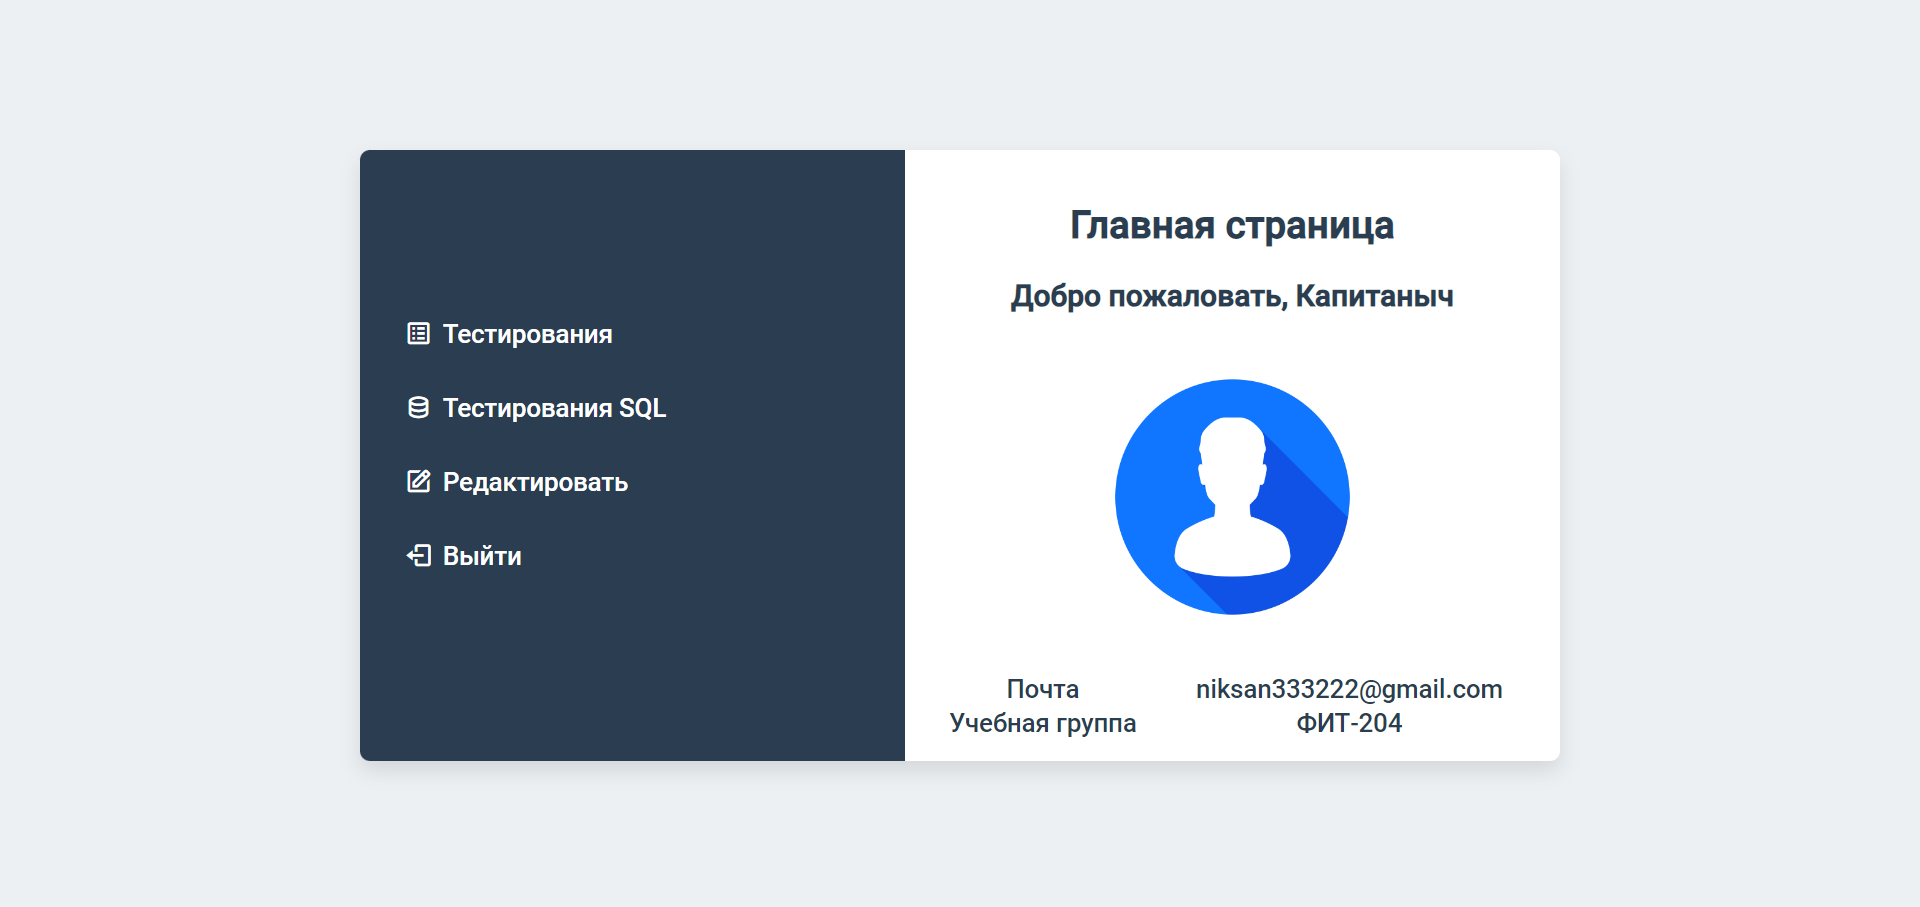 Тестирования
Тестирования SQL
Редактировать
Выйти
Главная страница
Добро пожаловать, Капитаныч
Почта niksan333222@gmail.com
Учебная группа ФИТ-204